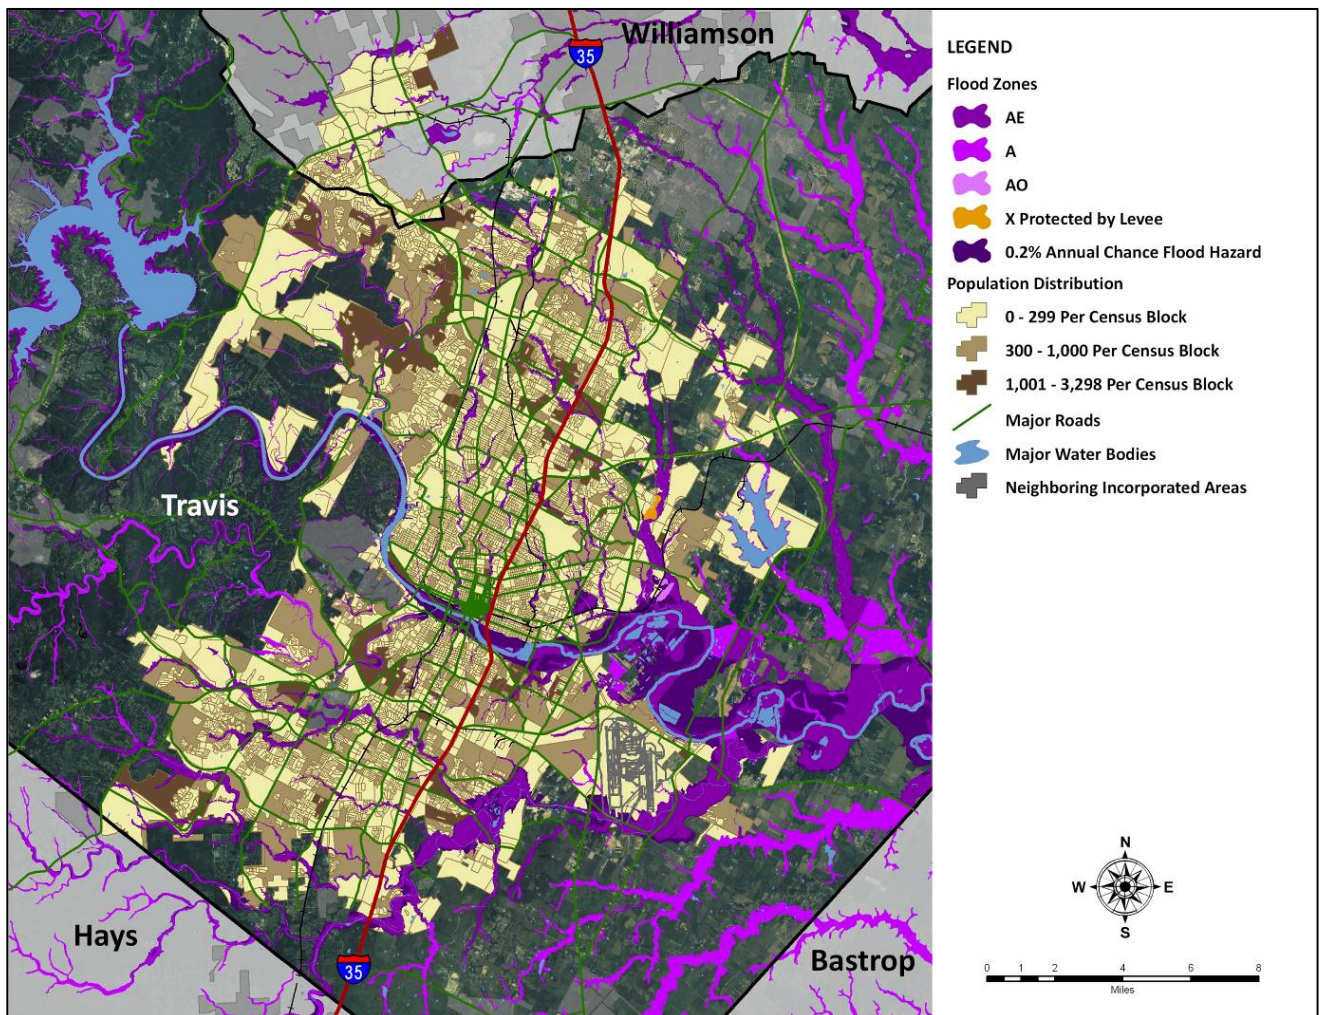 Williamson
35
Travis
Hays
35
Bastrop
LEGEND
Flood Zones
AE
A
AO
X Protected by Levee
0.2% Annual Chance Flood Hazard
Population Distribution
0 - 299 Per Census Block
300 - 1,000 Per Census Block
1,001 - 3,298 Per Census Block
Major Roads
Major Water Bodies
Neighboring Incorporated Areas
N
W E
S
0 1 2 4 6 8
Miles